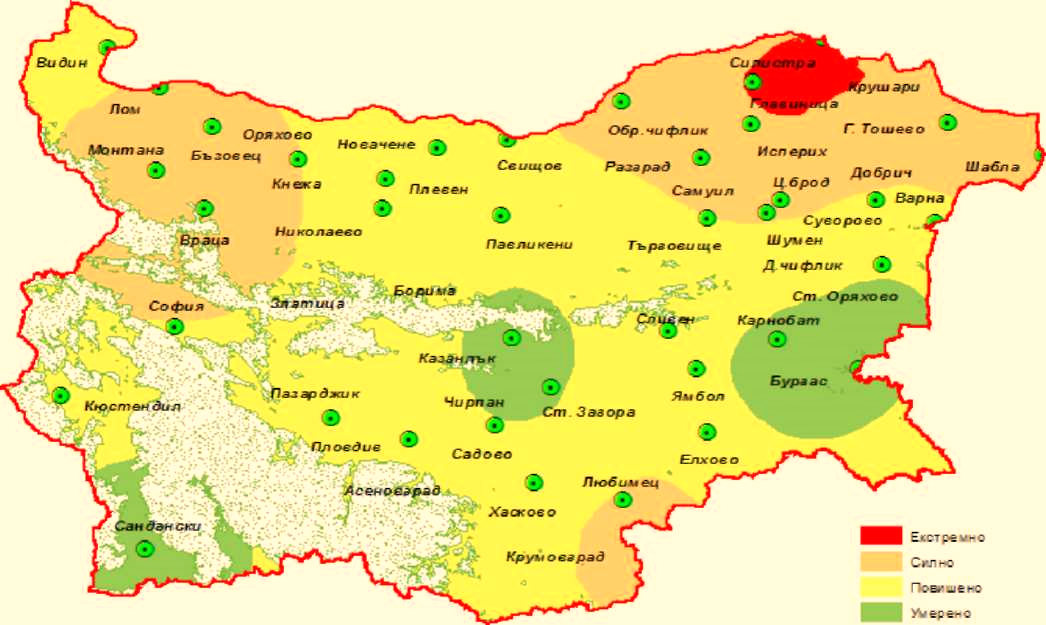 Видин
Силистра
Крушари
Главиница
Лом
Оряхово
Обр.чифлик
Г. Тошево
Новачене
Монтана
Бъзовец
Свищов
Исперих
Разарад
Шабла
Кнежа
Плевен
Самуил
Ц.брод
Добрич
Варна
Суворово
Николаево
Враца
Павликени
Търговище
Шумен
Д.чифлик
Борима
Ст. Оряхово
Златица
София
Сливен
Карнобат
Казанлък
Бургас
Пазарджик
Кюстендил
Чирпан
Ямбол
Ст. Загора
Пловдив
Садово
Елхово
Любимец
Асеновград
Хасково
Сандански
Крумовград
Екстремно
Силно
Повишено
Умерено